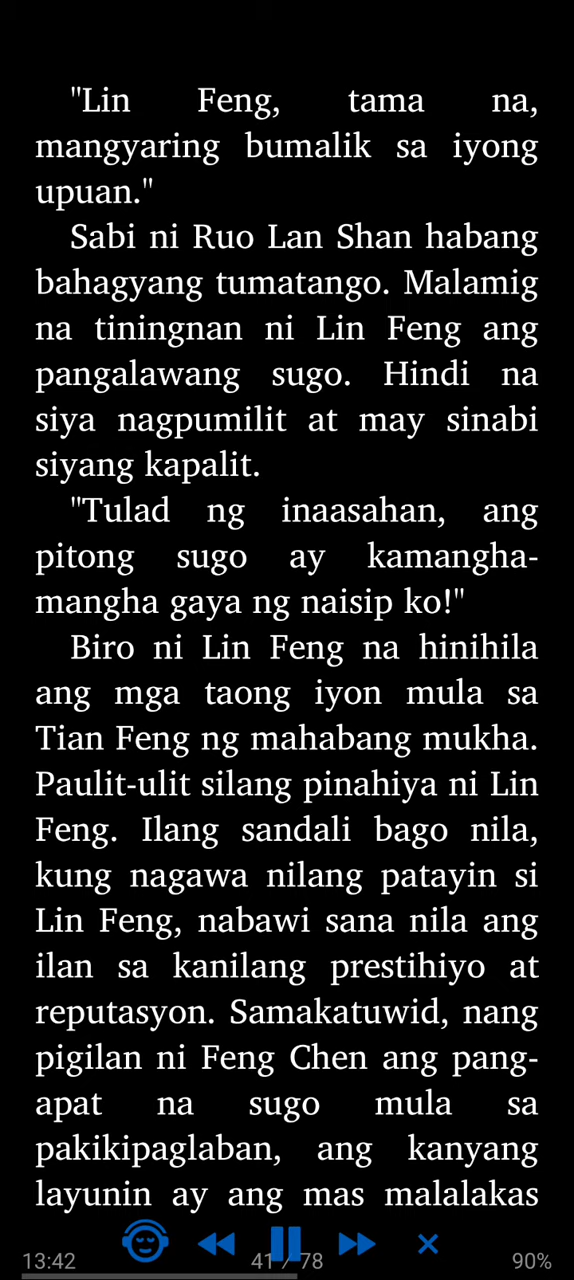 "Lin Feng, tama na,
mangyaring bumalik sa iyong
upuan."
Sabi ni Ruo Lan Shan habang
bahagyang tumatango. Malamig
na tiningnan ni Lin Feng ang
pangalawang sugo. Hindi na
siya nagpumilit at may sinabi
siyang kapalit.
"Tulad ng inaasahan, ang
pitong sugo ay kamangha-
mangha gaya ng naisip ko!"
Biro ni Lin Feng na hinihila
ang mga taong iyon mula sa
Tian Feng ng mahabang mukha.
Paulit-ulit silang pinahiya ni Lin
Feng. Ilang sandali bago nila,
kung nagawa nilang patayin si
Lin Feng, nabawi sana nila ang
ilan sa kanilang prestihiyo at
reputasyon. Samakatuwid, nang
pigilan ni Feng Chen ang pang-
apat na sugo mula sa
pakikipaglaban, ang kanyang
layunin ay ang mas malalakas
13:42 41 / 78 90%